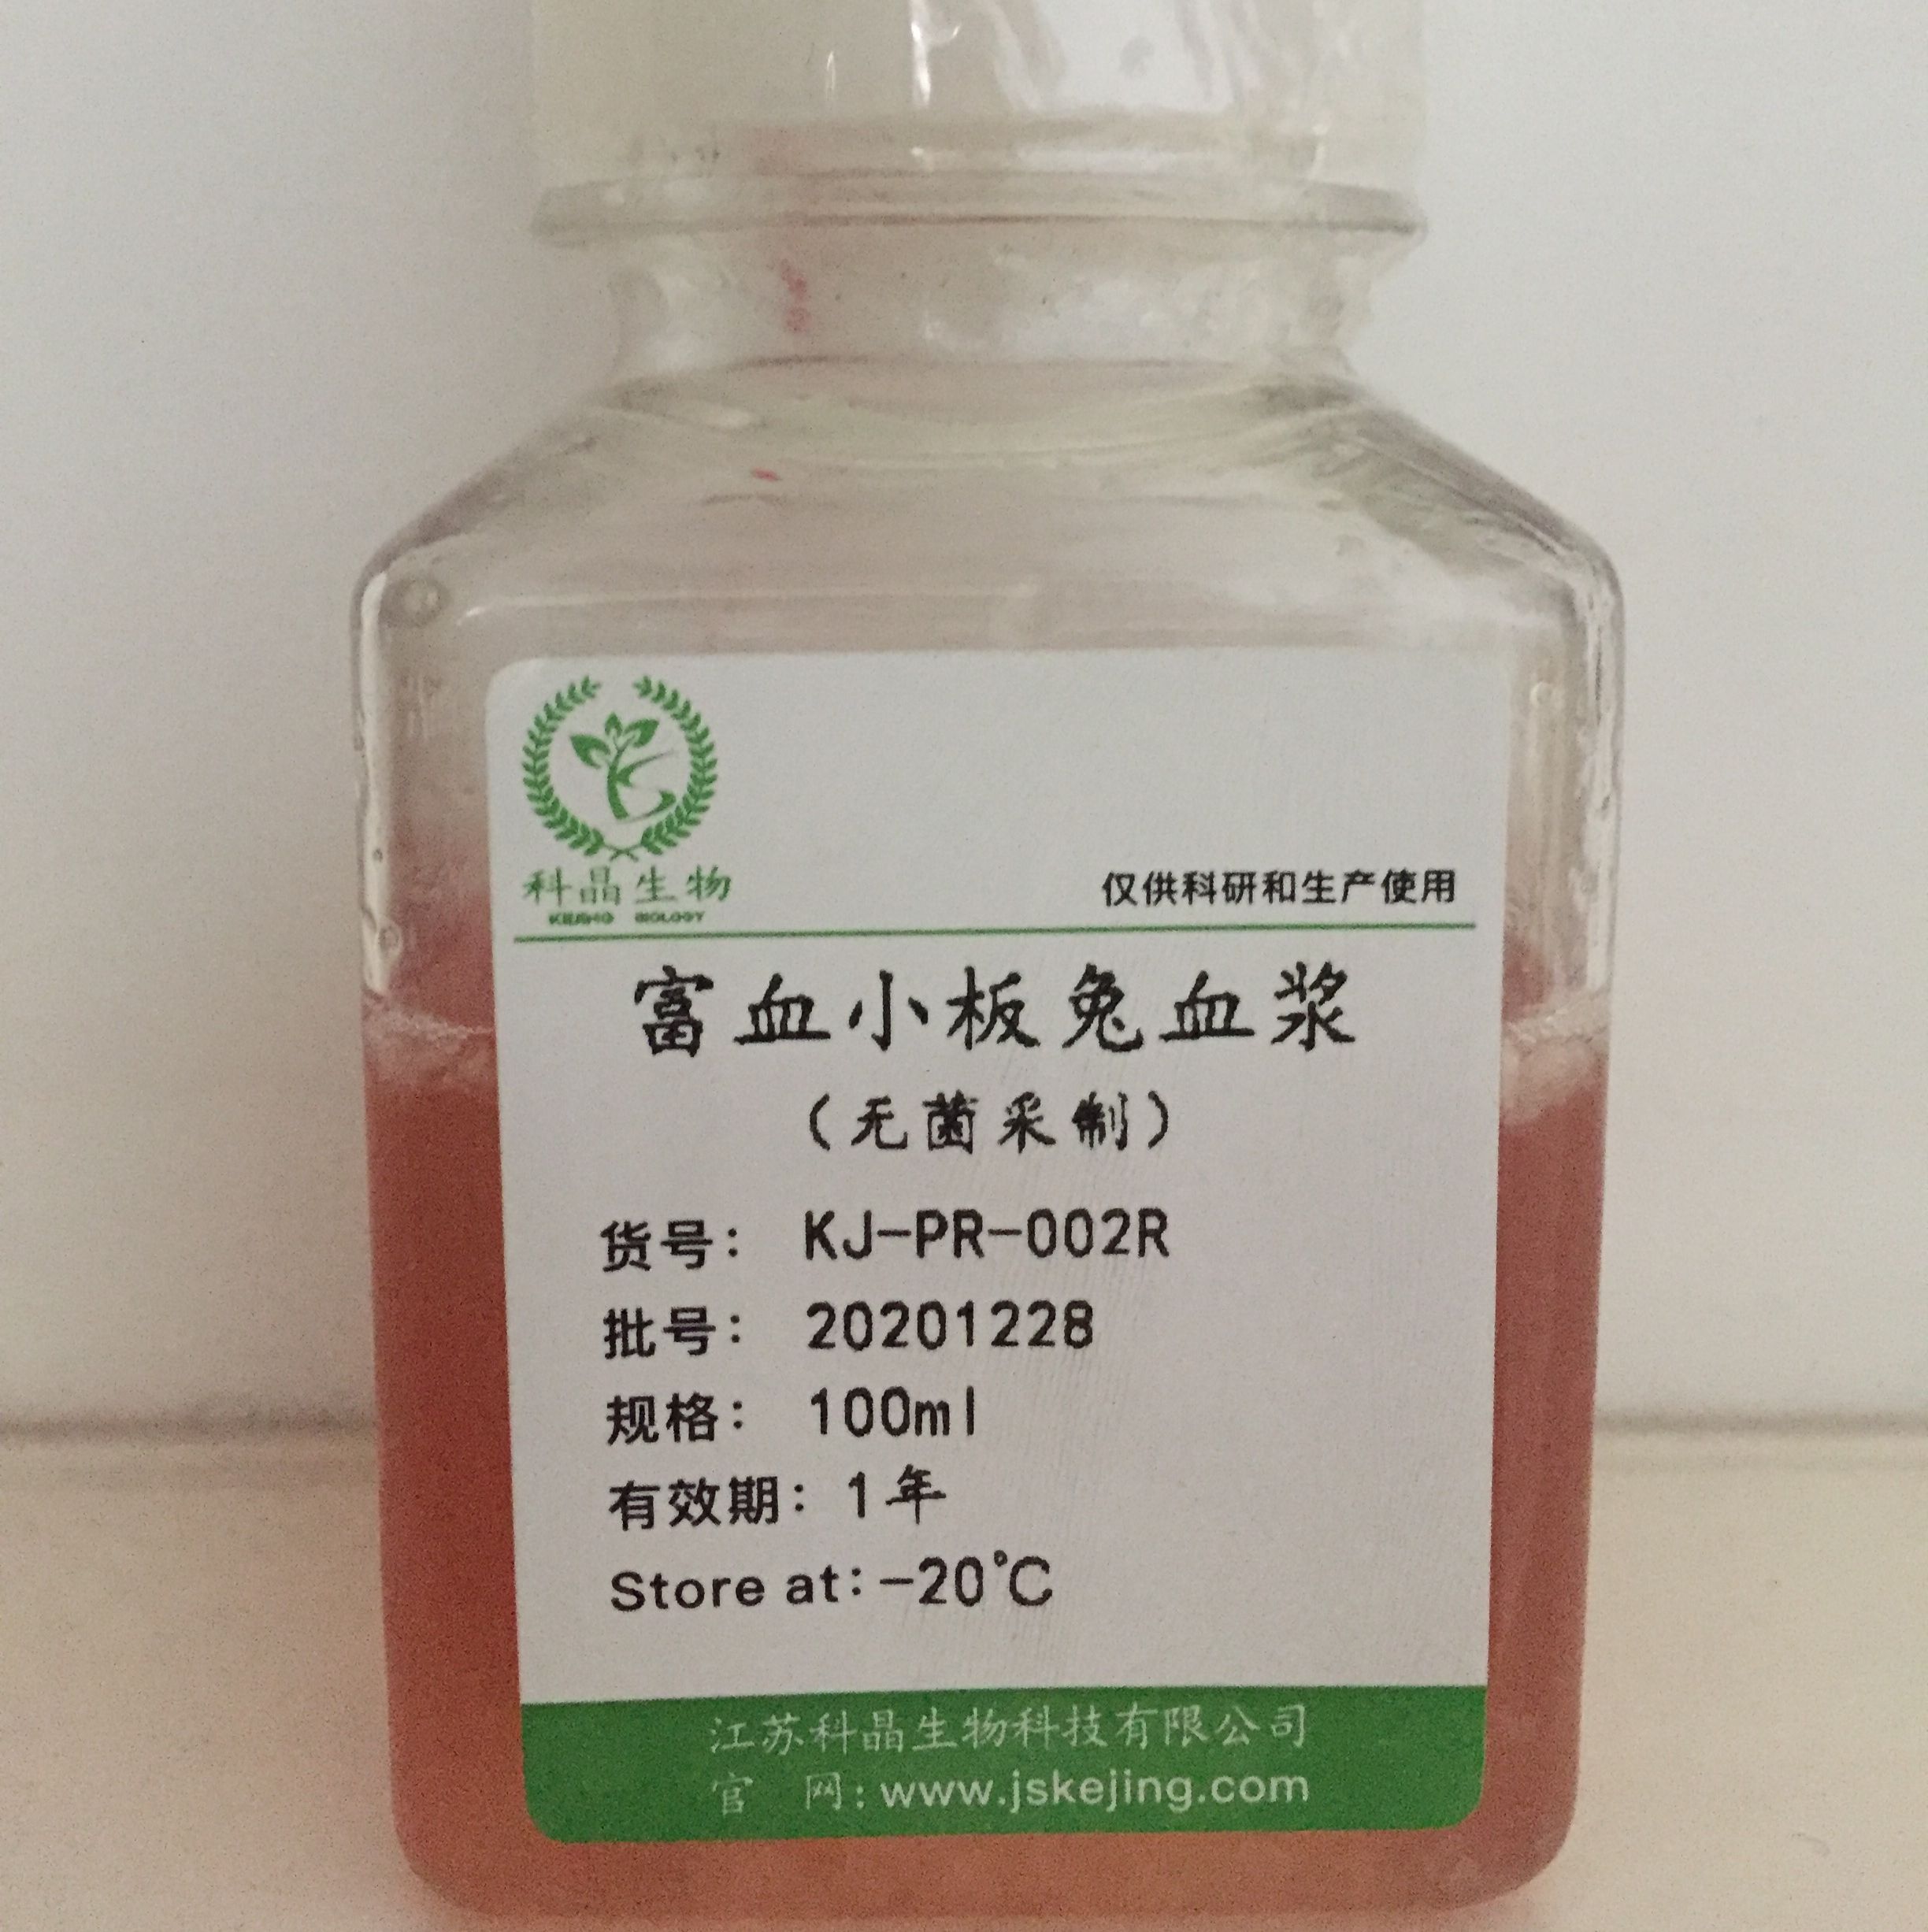 科晶生物
KEJING BIOLOGY
仅供科研和生产使用
富血小板兔血浆
（无菌采制）
货号： KJ-PR-002R
批号： 20201228
规格： 100ml
有效期： 1年
Store at: -20℃
江苏科晶生物科技有限公司
官 网: www.jskejing.com